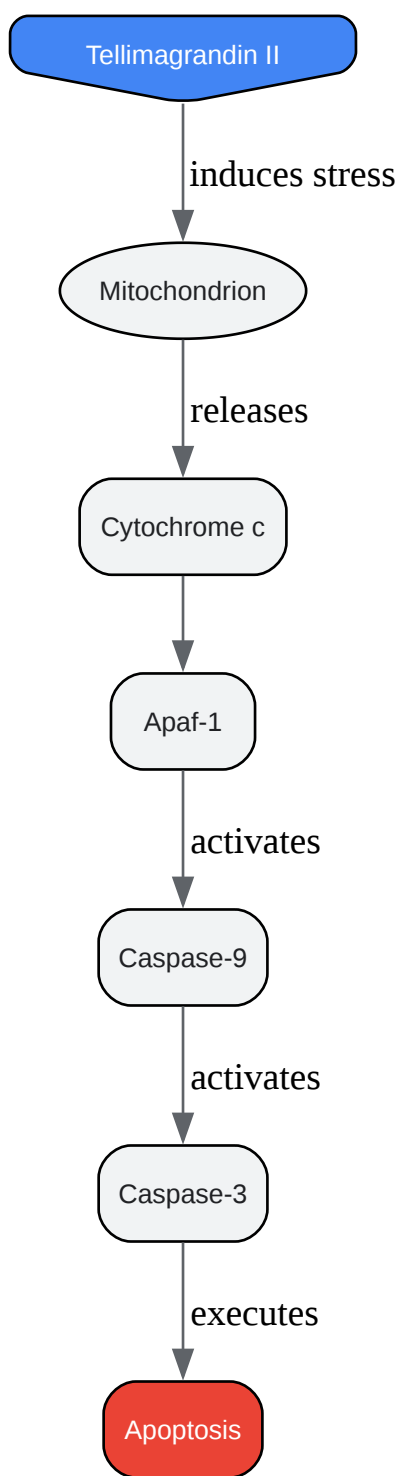 Tellimagrandin II
induces stress
Mitochondrion
releases
Cytochrome c
Apaf-1
activates
Caspase-9
activates
Caspase-3
executes
Apoptosis